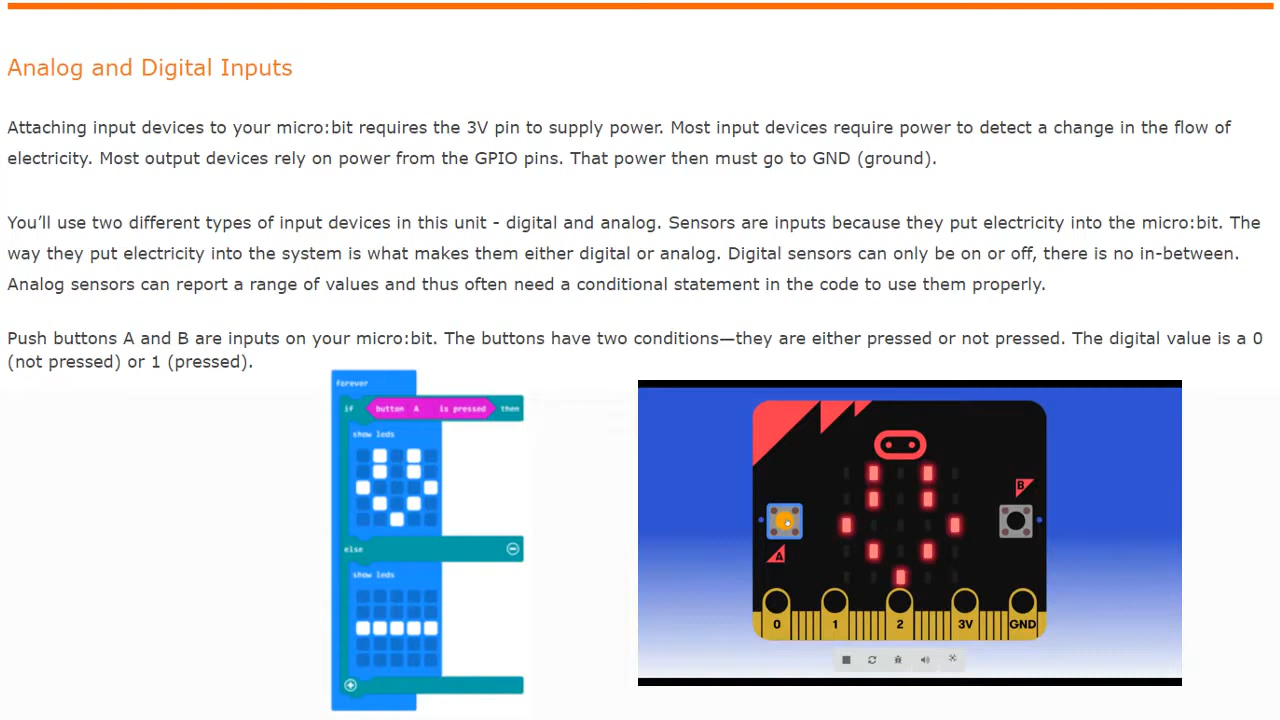 Analog and Digital Inputs
Attaching input devices to your micro:bit requires the 3V pin to supply power. Most input devices require power to detect a change in the flow of
electricity. Most output devices rely on power from the GPIO pins. That power then must go to GND (ground).
You’ll use two different types of input devices in this unit - digital and analog. Sensors are inputs because they put electricity into the micro:bit. The
way they put electricity into the system is what makes them either digital or analog. Digital sensors can only be on or off, there is no in-between.
Analog sensors can report a range of values and thus often need a conditional statement in the code to use them properly.
Push buttons A and B are inputs on your micro:bit. The buttons have two conditions—they are either pressed or not pressed. The digital value is a 0
(not pressed) or 1 (pressed).
forever
if button A is pressed then
show leds
else
show leds
B
A
0 1 2 3V GND